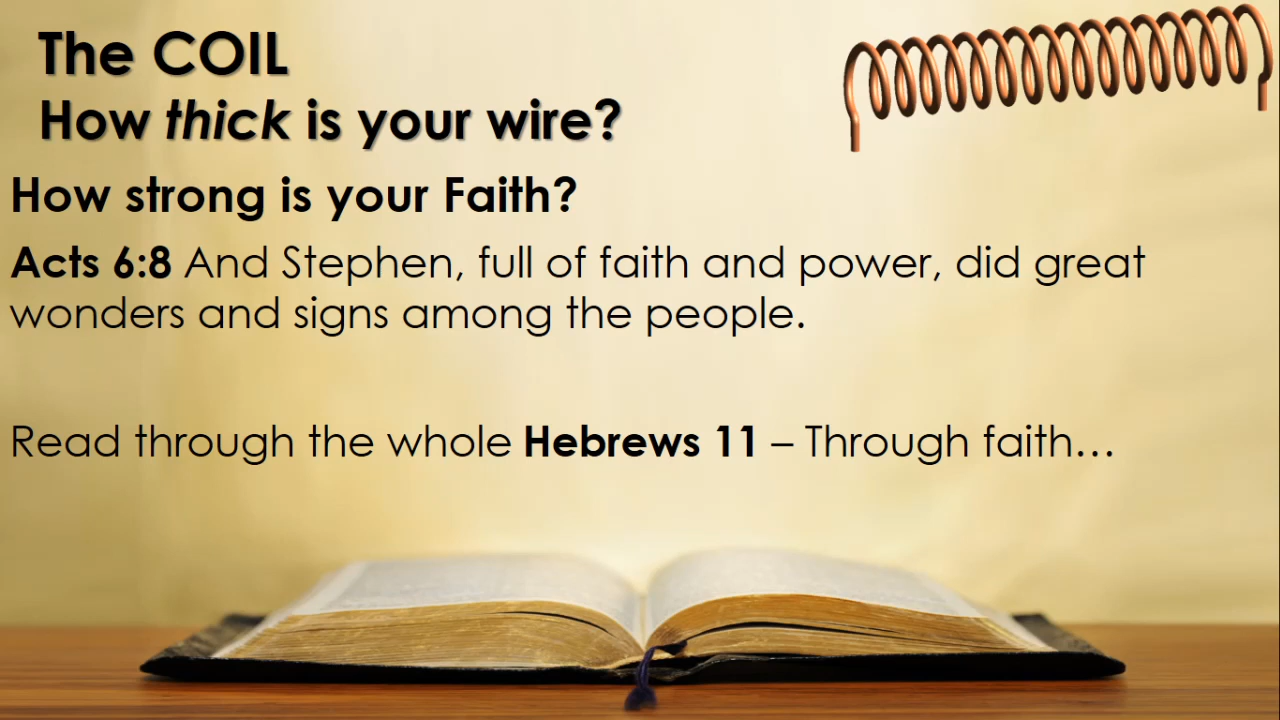 The COIL
How thick is your wire?
How strong is your Faith?
Acts 6:8 And Stephen, full of faith and power, did great
wonders and signs among the people.
Read through the whole Hebrews 11 – Through faith…